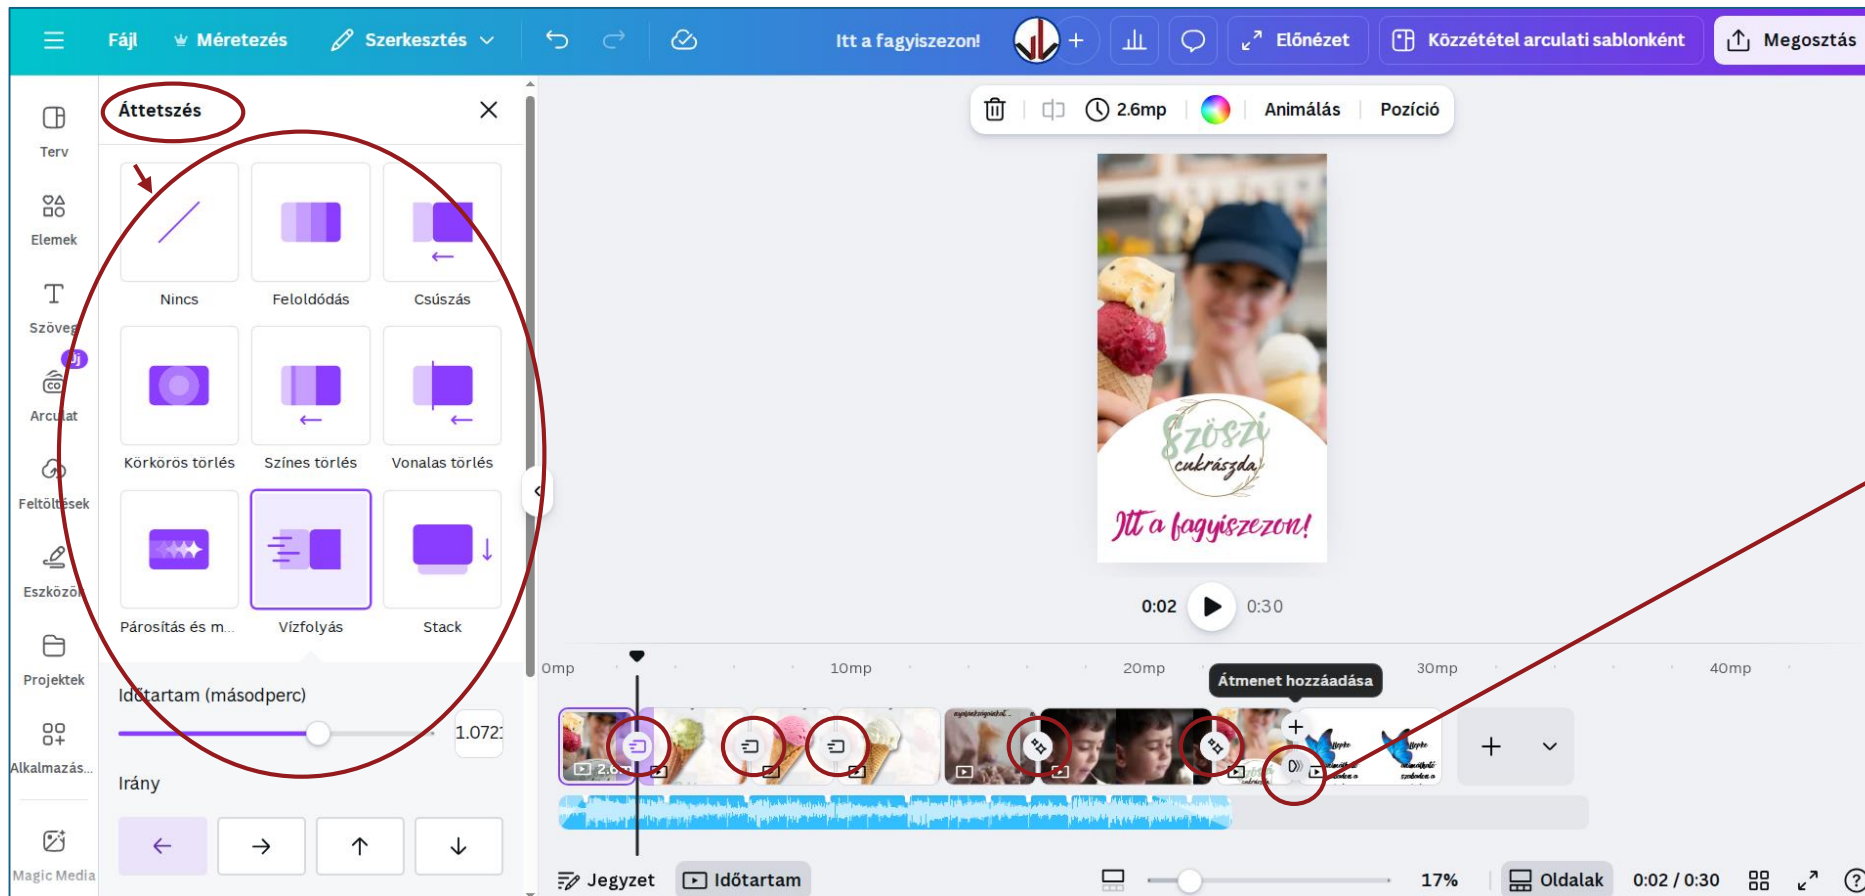 Fájl
Méretezés
Szerkesztés
Itt a fagyiszezon!
Előnézet
Közzététel arculati sablonként
Megosztás
Terv
Elemek
Szöveg
Új
Arculat
Feltöltések
Eszközök
Projektek
Alkalmazás...
Magic Media
Áttetszés
Nincs
Feloldódás
Csúszás
Körkörös törlés
Színes törlés
Vonalas törlés
Párosítás és m...
Vízfolyás
Stack
Időtartam (másodperc)
1.072
Irány
2.6mp
Animálás
Pozíció
Szöszi
cukrászda
Itt a fagyiszezon!
0:02
0:30
0mp
10mp
20mp
30mp
40mp
Átmenet hozzáadása
Jegyzet
Időtartam
17%
Oldalak
0:02 / 0:30